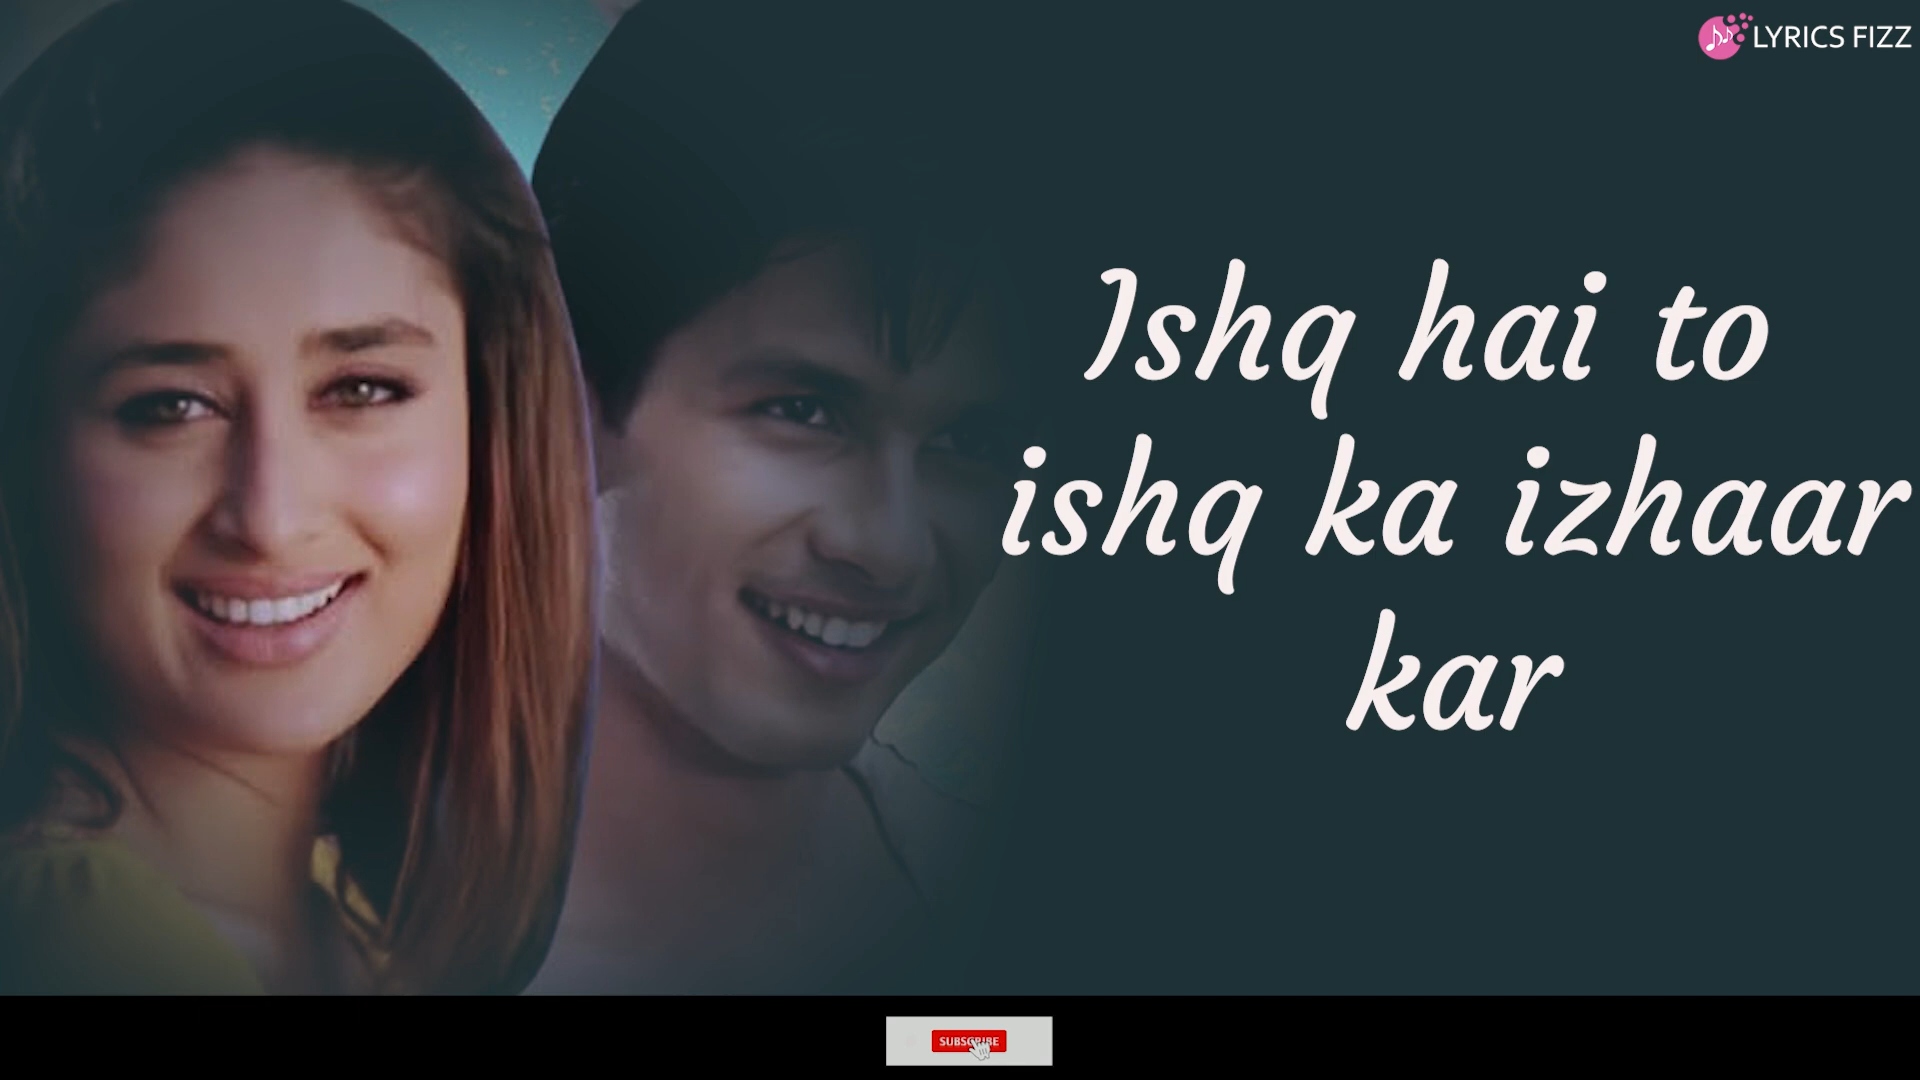 LYRICS FIZZ
Ishq hai to
ishq ka izhaar
kar
SUBSCRIBE